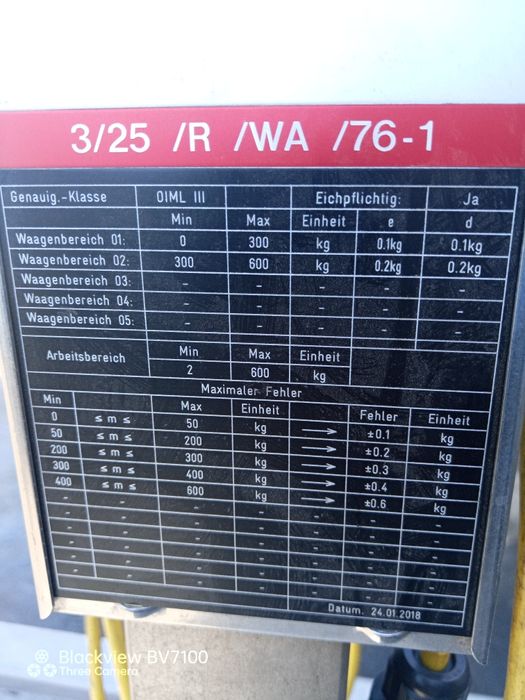 3/25 /R /WA /76-1
Genauig.-Klasse OIML III Eichpflichtig: Ja
Min Max Einheit e d
Waagenbereich 01: 0 300 kg 0.1kg 0.1kg
Waagenbereich 02: 300 600 kg 0.2kg 0.2kg
Waagenbereich 03: - - - - -
Waagenbereich 04: - - - - -
Waagenbereich 05: - - - - -
Arbeitsbereich Min Max Einheit
2 600 kg
Maximaler Fehler
Min Max Einheit Fehler Einheit
0 ≤ m ≤ 50 kg → ±0.1 kg
50 ≤ m ≤ 200 kg → ±0.2 kg
200 ≤ m ≤ 300 kg → ±0.3 kg
300 ≤ m ≤ 400 kg → ±0.4 kg
400 ≤ m ≤ 600 kg → ±0.6 kg
Datum. 24.01.2018
Blackview BV7100
Three Camera